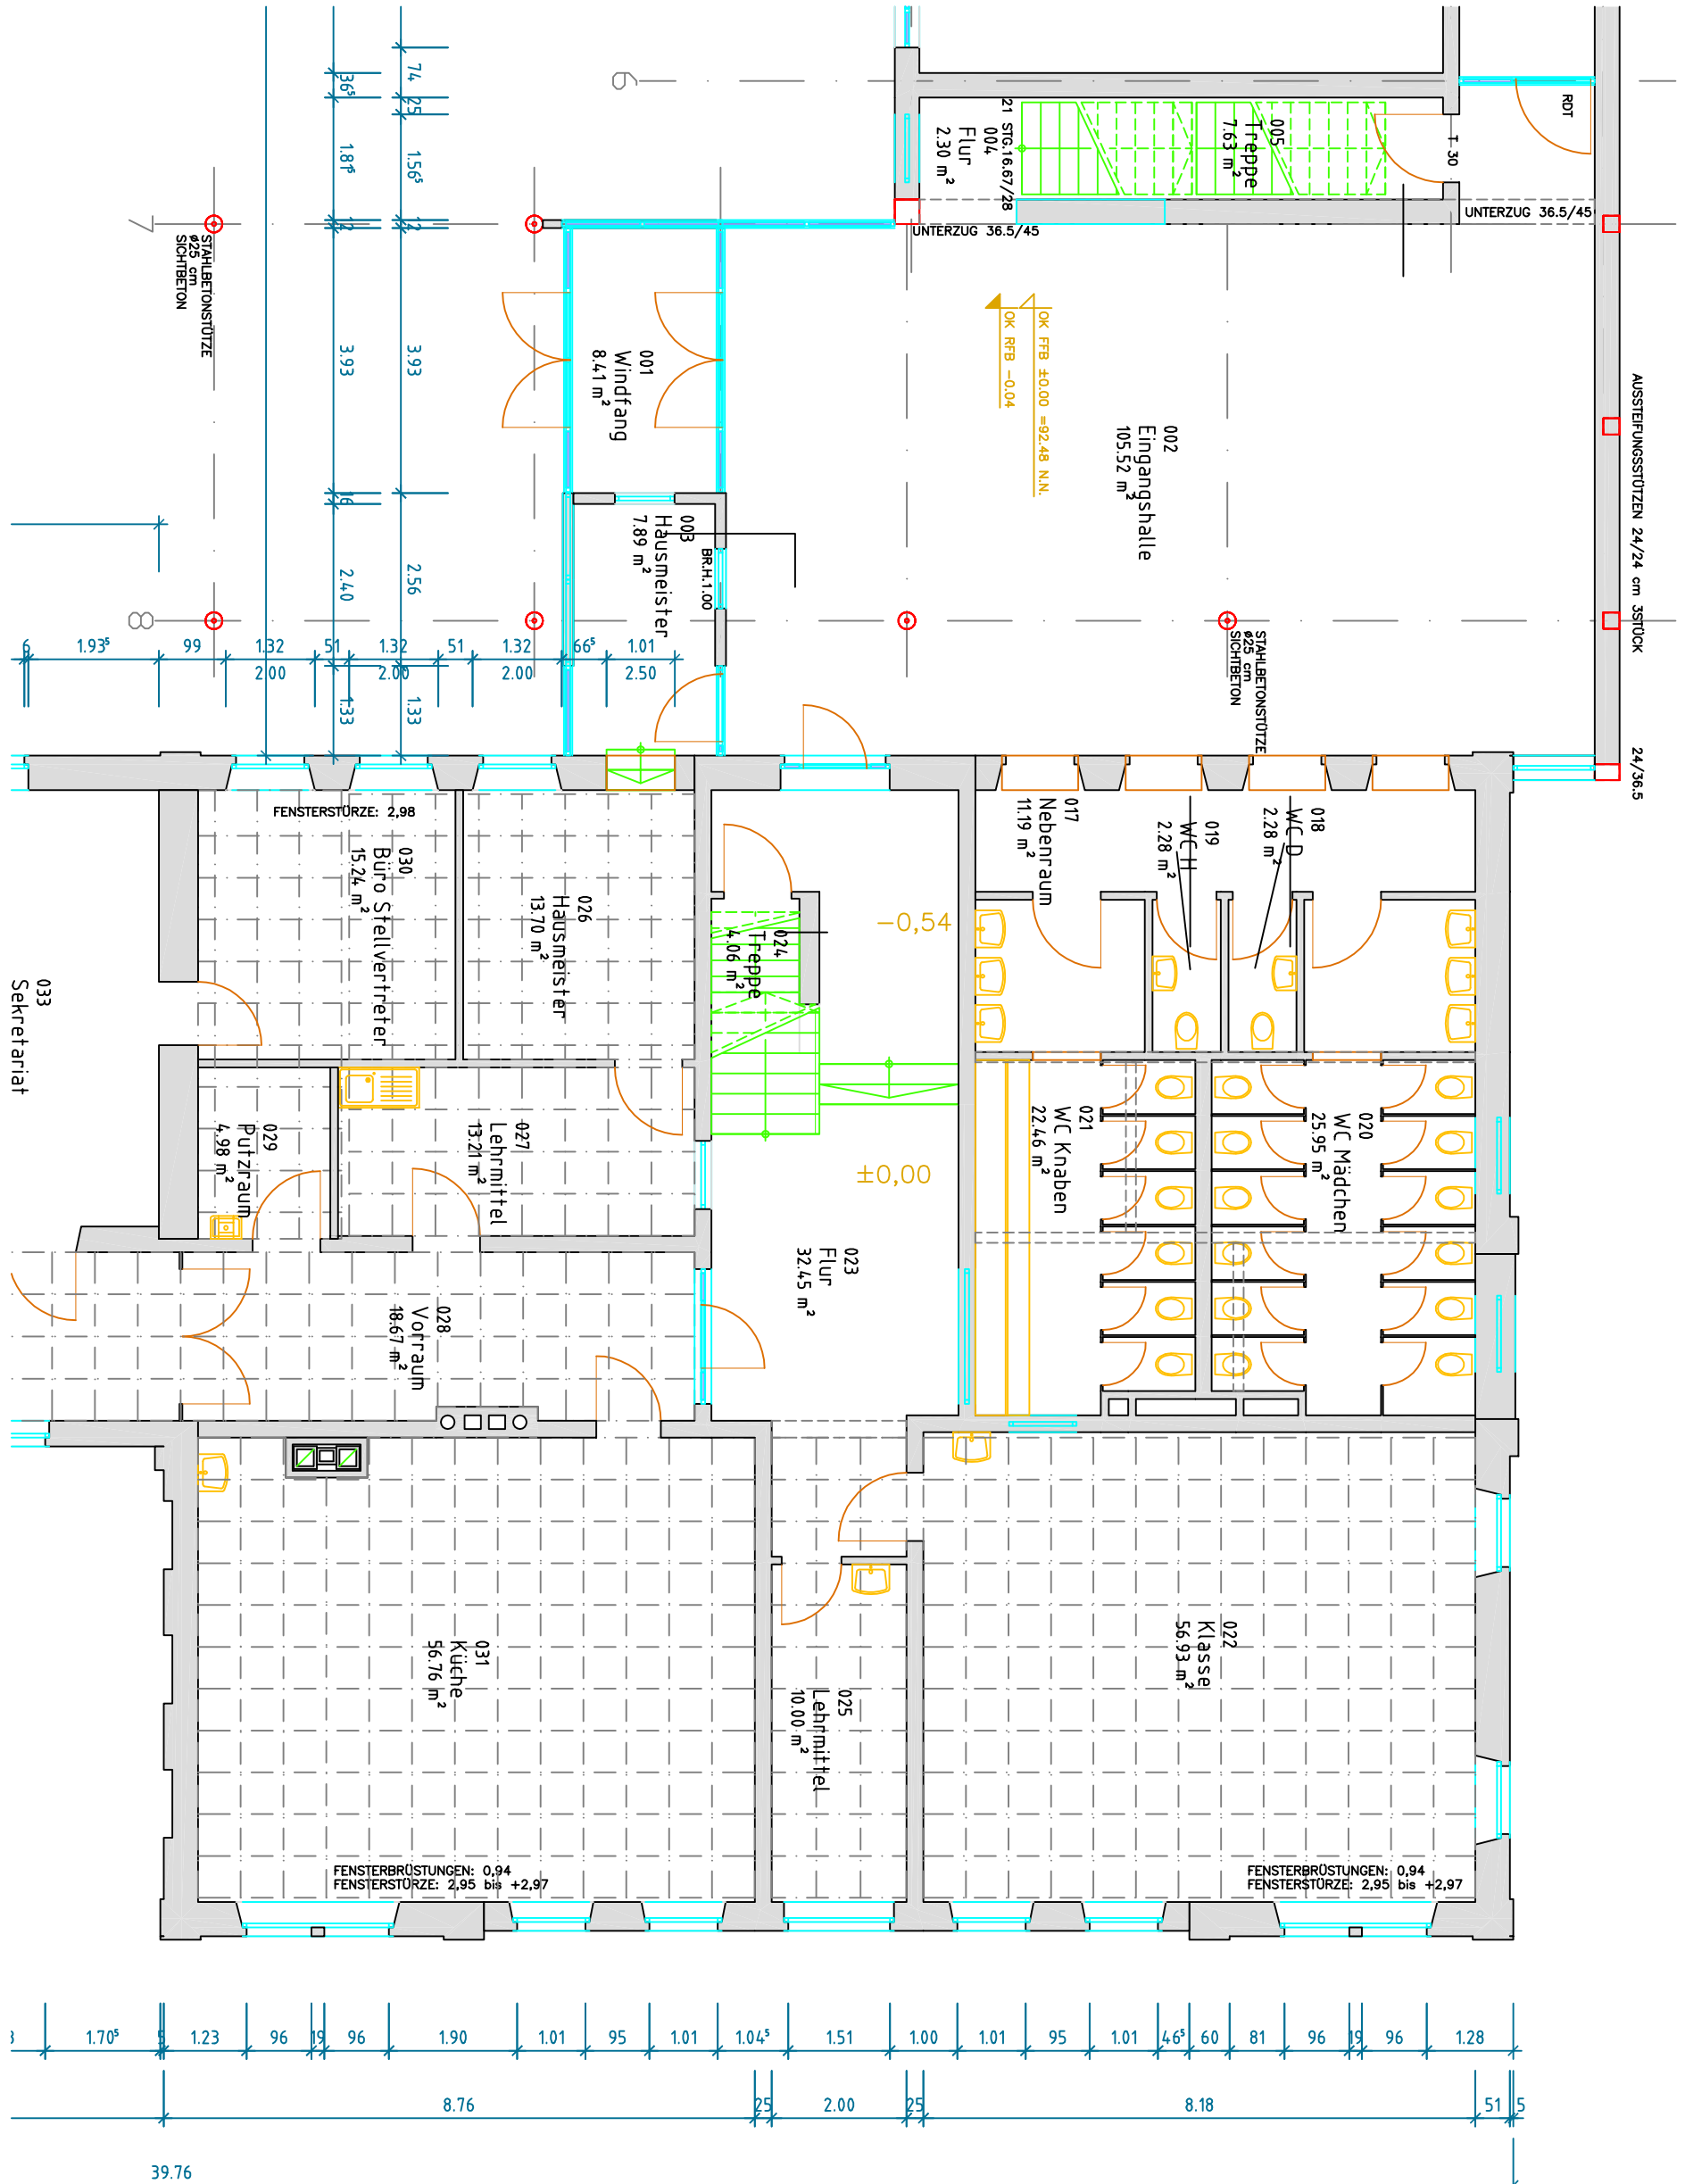 6
7
8
74
25
1.56⁵
12
3.93
2.56
1.33
36⁵
1.81⁵
12
3.93
16
2.40
1.33
RDT
T 30
005
Treppe
7.63 m²
21 STG.16.67/28
004
Flur
2.30 m²
UNTERZUG 36.5/45
UNTERZUG 36.5/45
STAHLBETONSTÜTZE
ø25 cm
SICHTBETON
001
Windfang
8.41 m²
OK FFB ±0.00 =92.48 N.N.
OK RFB -0.04
002
Eingangshalle
105.52 m²
AUSSTEIFUNGSSTÜTZEN 24/24 cm 3STÜCK
24/36.5
003
Hausmeister
7.89 m²
BR.H.1.00
STAHLBETONSTÜTZE
ø25 cm
SICHTBETON
6
1.93⁵
99
1.32
51
1.32
51
1.32
66⁵
1.01
2.00
2.00
2.00
2.50
FENSTERSTÜRZE: 2,98
030
Büro Stellvertreter
15.24 m²
026
Hausmeister
13.70 m²
024
Treppe
4.06 m²
-0,54
017
Nebenraum
11.19 m²
019
WC H
2.28 m²
018
WC D
2.28 m²
033
Sekretariat
029
Putzraum
4.98 m²
027
Lehrmittel
13.21 m²
±0,00
021
WC Knaben
22.46 m²
020
WC Mädchen
25.95 m²
028
Vorraum
18.67 m²
023
Flur
32.45 m²
031
Küche
56.76 m²
025
Lehrmittel
10.00 m²
022
Klasse
56.93 m²
FENSTERBRÜSTUNGEN: 0,94
FENSTERSTÜRZE: 2,95 bis +2,97
FENSTERBRÜSTUNGEN: 0,94
FENSTERSTÜRZE: 2,95 bis +2,97
1.70⁵
5
1.23
96
19
96
1.90
1.01
95
1.01
1.04⁵
1.51
1.00
1.01
95
1.01
46⁵
60
81
96
19
96
1.28
8.76
25
2.00
25
8.18
51
5
39.76